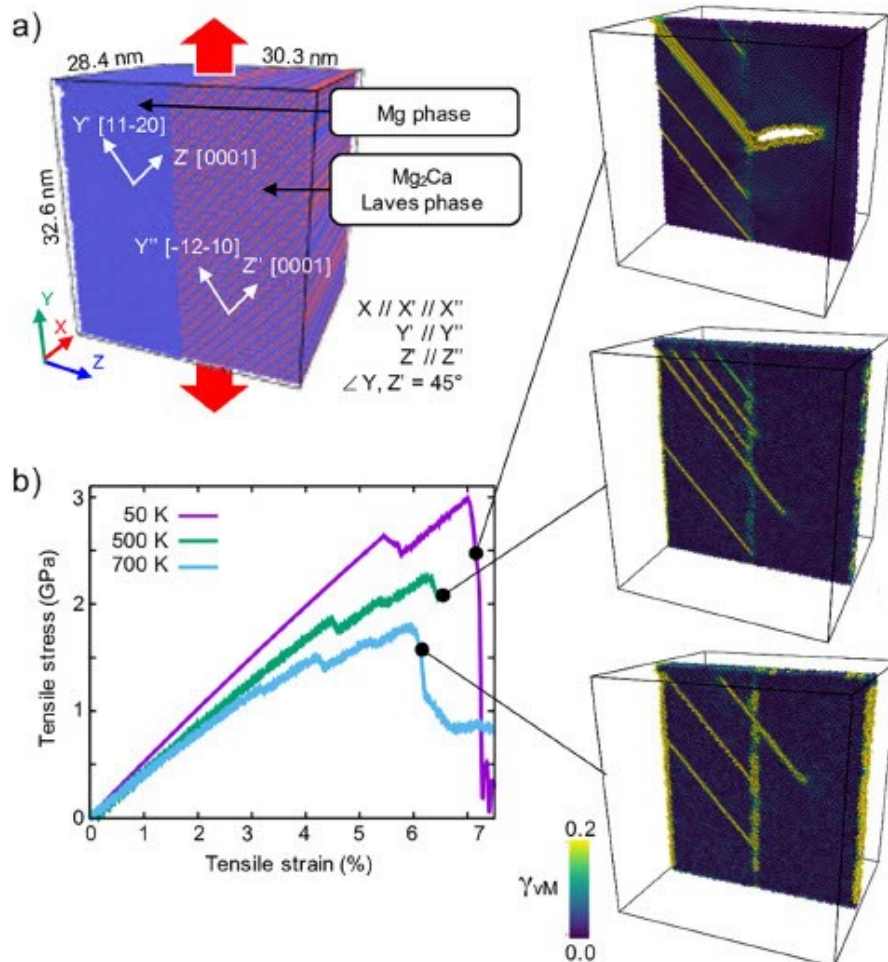 a)
28.4 nm
30.3 nm
Mg phase
Y' [11-20]
Z' [0001]
Mg₂Ca
Laves phase
32.6 nm
Y'' [-12-10]
Z'' [0001]
X // X' // X''
Y' // Y''
Z' // Z''
∠ Y, Z' = 45°
Y
X
Z
b)
3
50 K
500 K
700 K
2
1
0
Tensile stress (GPa)
0 1 2 3 4 5 6 7
Tensile strain (%)
0.2
γvM
0.0